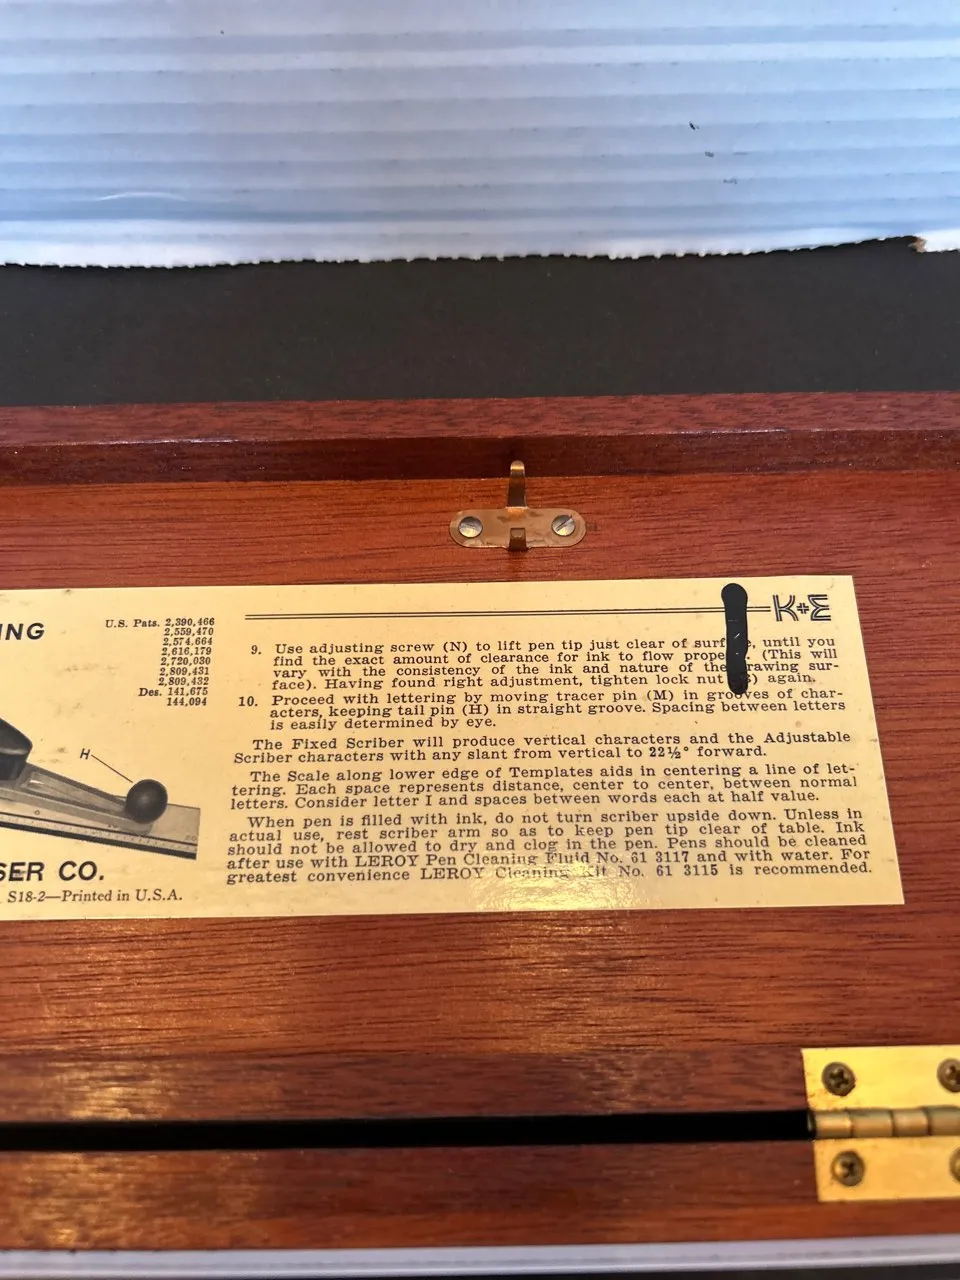 NG
U.S. Pats. 2,390,466
2,559,470
2,574,664
2,616,179
2,720,030
2,809,431
2,809,432
Des. 141,675
144,094
H
SER CO.
S18-2—Printed in U.S.A.
K+E
9. Use adjusting screw (N) to lift pen tip just clear of until you
find the exact amount of clearance for ink to flow (This will
vary with the consistency of the ink and nature of the sur-
face). Having found right adjustment, tighten lock nut again.
10. Proceed with lettering by moving tracer pin (M) in grooves of char-
acters, keeping tail pin (H) in straight groove. Spacing between letters
is easily determined by eye.
The Fixed Scriber will produce vertical characters and the Adjustable
Scriber characters with any slant from vertical to 22½° forward.
The Scale along lower edge of Templates aids in centering a line of let-
tering. Each space represents distance, center to center, between normal
letters. Consider letter I and spaces between words each at half value.
When pen is filled with ink, do not turn scriber upside down. Unless in
actual use, rest scriber arm so as to keep pen tip clear of table. Ink
should not be allowed to dry and clog in the pen. Pens should be cleaned
after use with LEROY Pen Cleaning Fluid No. 61 3117 and with water. For
greatest convenience LEROY Cleaning Kit No. 61 3115 is recommended.